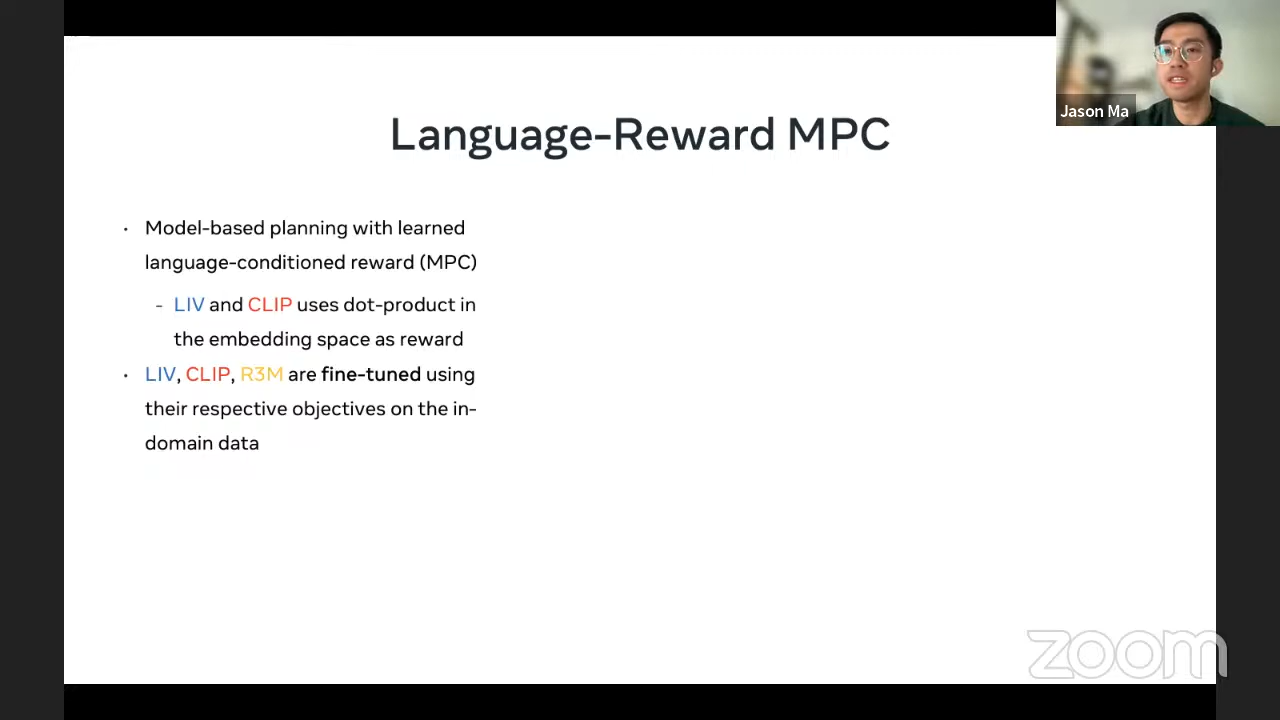 Jason Ma
Language-Reward MPC
· Model-based planning with learned
language-conditioned reward (MPC)
- LIV and CLIP uses dot-product in
the embedding space as reward
· LIV, CLIP, R3M are fine-tuned using
their respective objectives on the in-
domain data
zoom